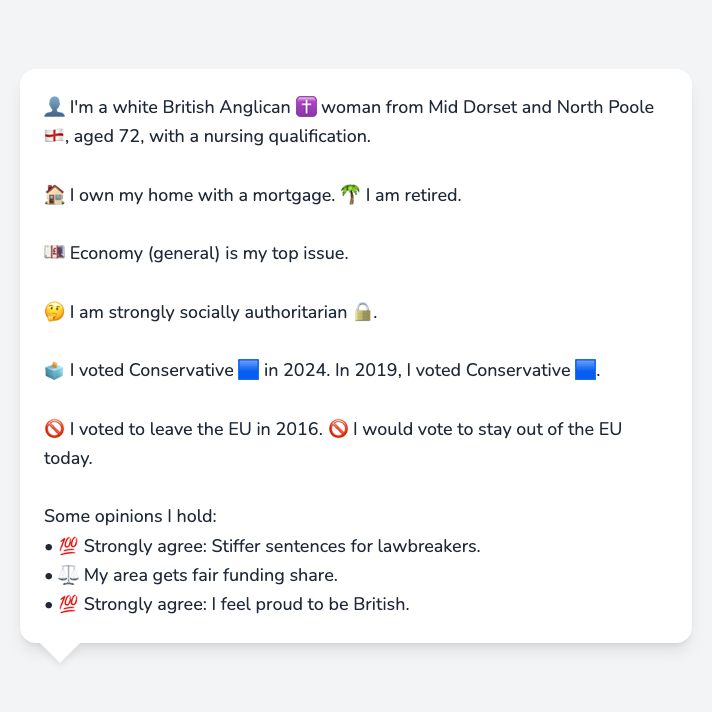 👤 I'm a white British Anglican ✝️ woman from Mid Dorset and North Poole
🏴󠁧󠁢󠁥󠁮󠁧󠁿, aged 72, with a nursing qualification.
🏠 I own my home with a mortgage. 🌴 I am retired.
💷 Economy (general) is my top issue.
🤔 I am strongly socially authoritarian 🔒.
🗳️ I voted Conservative 🟦 in 2024. In 2019, I voted Conservative 🟦.
🚫 I voted to leave the EU in 2016. 🚫 I would vote to stay out of the EU
today.
Some opinions I hold:
• 💯 Strongly agree: Stiffer sentences for lawbreakers.
• ⚖️ My area gets fair funding share.
• 💯 Strongly agree: I feel proud to be British.